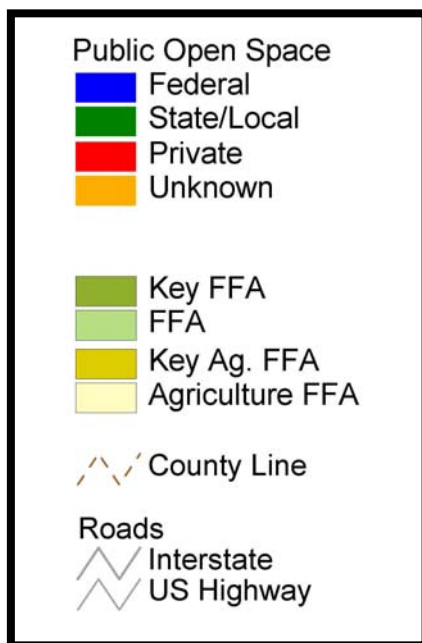 Public Open Space
Federal
State/Local
Private
Unknown
Key FFA
FFA
Key Ag. FFA
Agriculture FFA
County Line
Roads
Interstate
US Highway